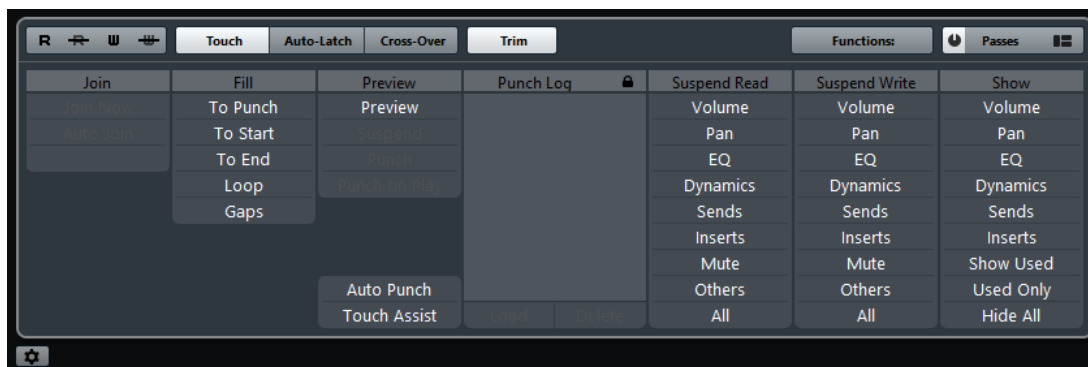 R R W W Touch Auto-Latch Cross-Over Trim Functions: Passes
Join Fill Preview Punch Log Suspend Read Suspend Write Show
Join Now To Punch Preview Volume Volume Volume
Auto Join To Start Suspend Pan Pan Pan
To End Punch EQ EQ EQ
Loop Punch on Play Dynamics Dynamics Dynamics
Gaps Sends Sends Sends
Inserts Inserts Inserts
Mute Mute Show Used
Auto Punch Others Others Used Only
Touch Assist Load Delete All All Hide All